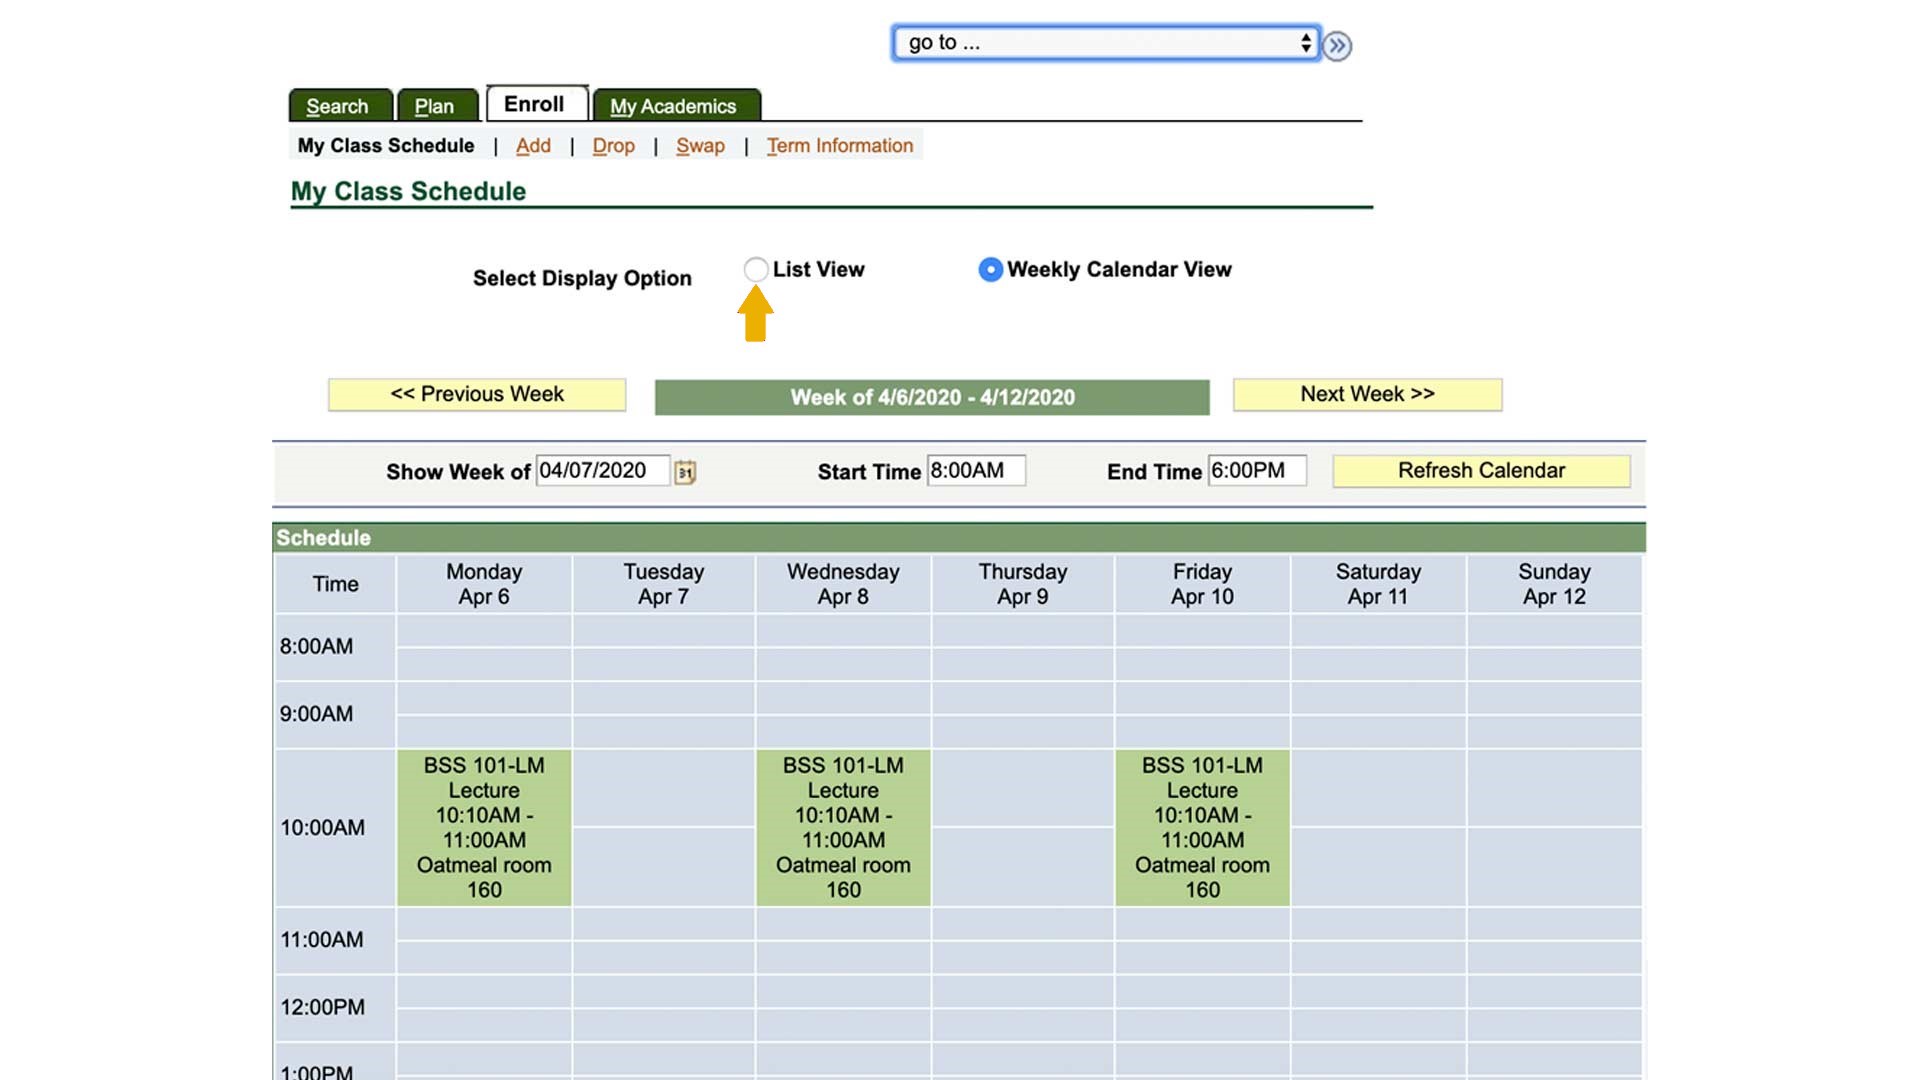 go to ...
Search Plan Enroll My Academics
My Class Schedule | Add | Drop | Swap | Term Information
My Class Schedule
Select Display Option List View Weekly Calendar View
<< Previous Week Week of 4/6/2020 - 4/12/2020 Next Week >>
Show Week of 04/07/2020 31 Start Time 8:00AM End Time 6:00PM Refresh Calendar
Schedule
Time Monday Tuesday Wednesday Thursday Friday Saturday Sunday
Apr 6 Apr 7 Apr 8 Apr 9 Apr 10 Apr 11 Apr 12
8:00AM
9:00AM
10:00AM
BSS 101-LM
Lecture
10:10AM -
11:00AM
Oatmeal room
160
BSS 101-LM
Lecture
10:10AM -
11:00AM
Oatmeal room
160
BSS 101-LM
Lecture
10:10AM -
11:00AM
Oatmeal room
160
11:00AM
12:00PM
1:00PM